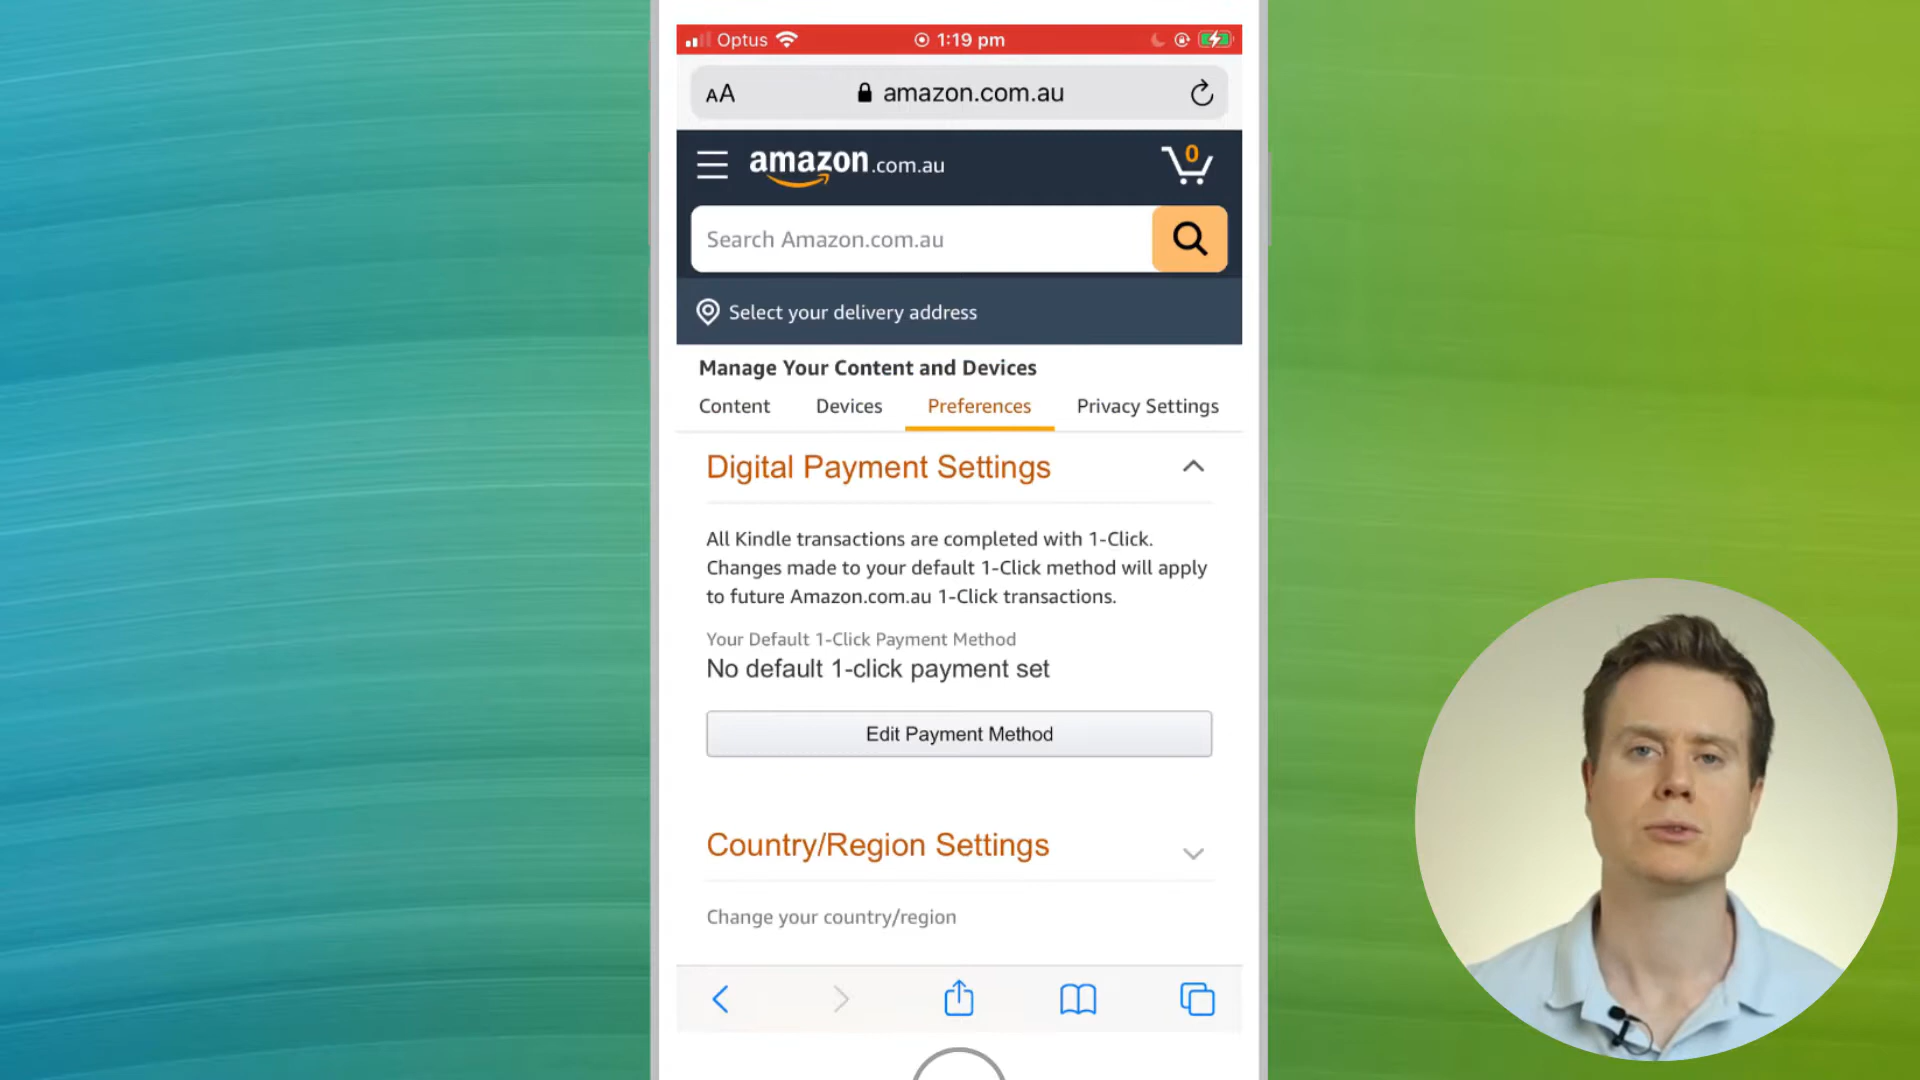 Optus 1:19 pm
AA amazon.com.au
amazon.com.au 0
Search Amazon.com.au
Select your delivery address
Manage Your Content and Devices
Content Devices Preferences Privacy Settings
Digital Payment Settings
All Kindle transactions are completed with 1-Click.
Changes made to your default 1-Click method will apply
to future Amazon.com.au 1-Click transactions.
Your Default 1-Click Payment Method
No default 1-click payment set
Edit Payment Method
Country/Region Settings
Change your country/region